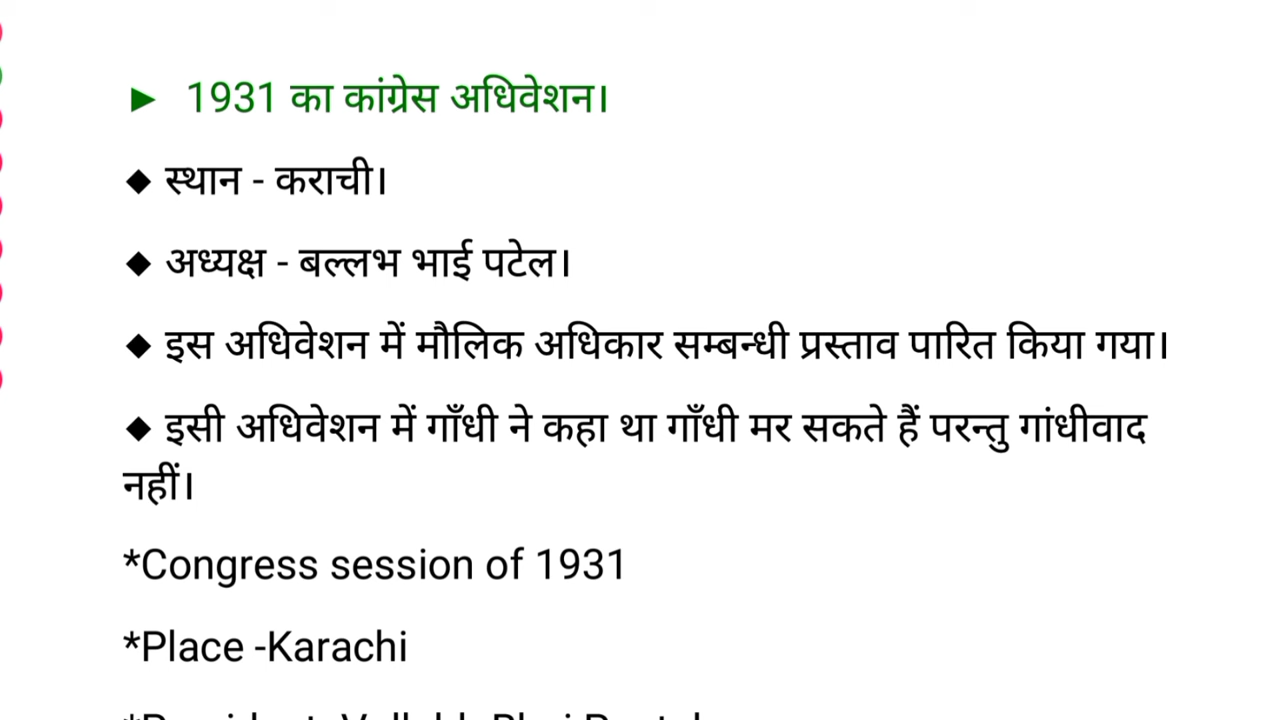 ► 1931 का कांग्रेस अधिवेशन।
◆ स्थान - कराची।
◆ अध्यक्ष - बल्लभ भाई पटेल।
◆ इस अधिवेशन में मौलिक अधिकार सम्बन्धी प्रस्ताव पारित किया गया।
◆ इसी अधिवेशन में गाँधी ने कहा था गाँधी मर सकते हैं परन्तु गांधीवाद
नहीं।
*Congress session of 1931
*Place -Karachi